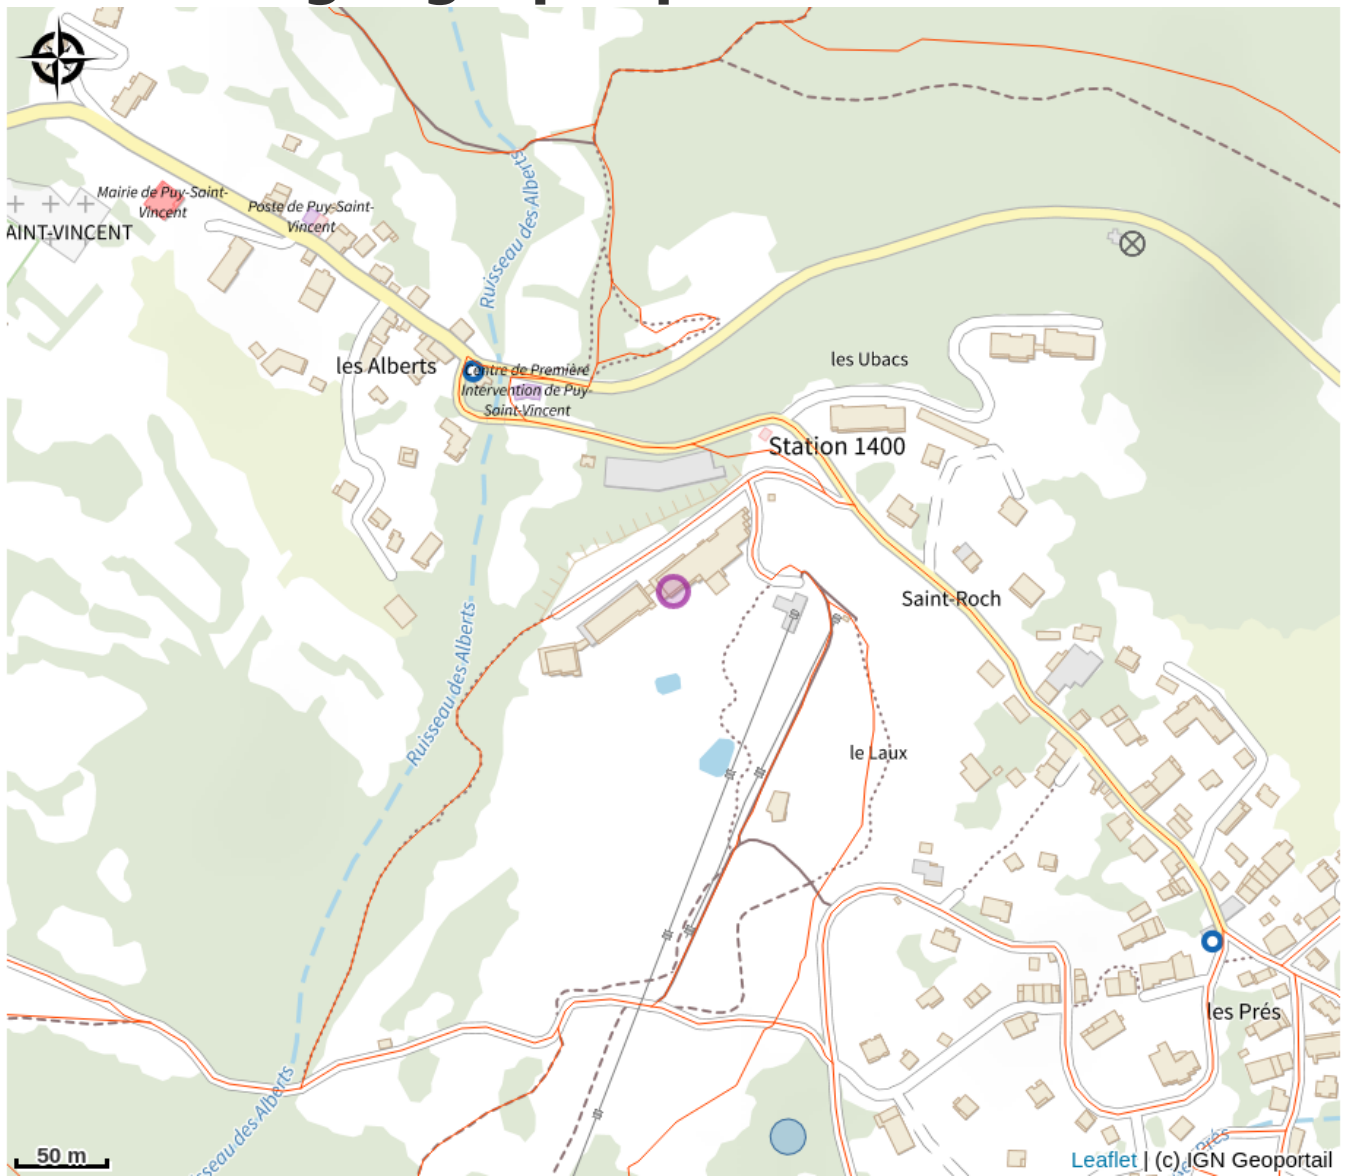 Ruisseau des Alberts
Mairie de Puy-Saint-
Vincent
Poste de Puy-Saint-
Vincent
AINT-VINCENT
les Alberts
Centre de Première
Intervention de Puy-
Saint-Vincent
les Ubacs
Station 1400
Saint-Roch
Ruisseau des Alberts
le Laux
les Prés
Ruisseau des Alberts
50 m
Leaflet | (c) IGN Geoportail